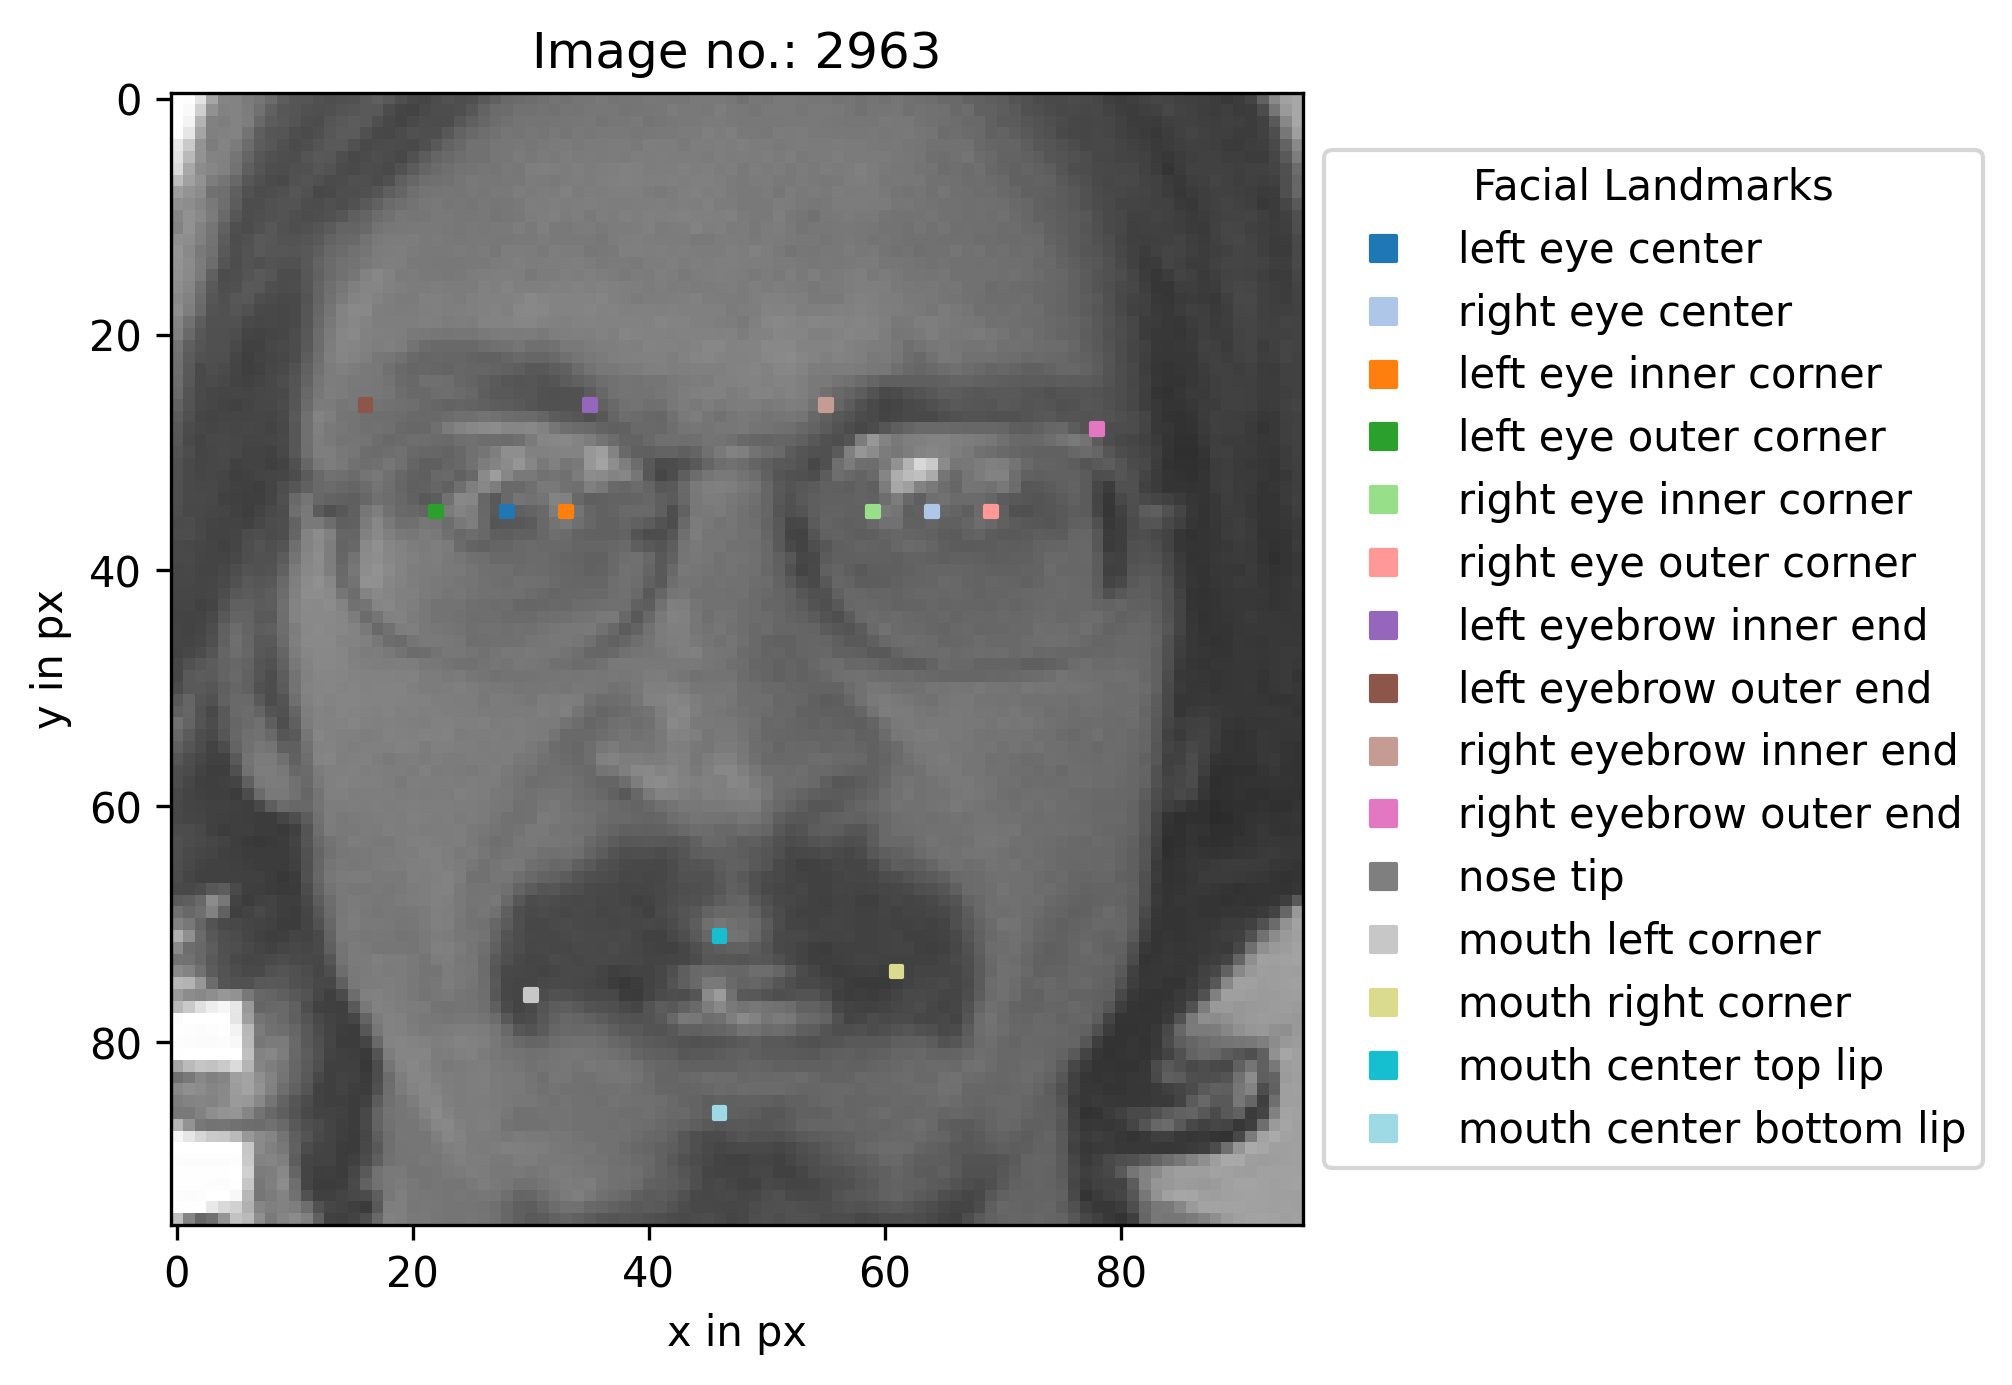 Image no.: 2963
0
20
40
60
80
y in px
0 20 40 60 80
x in px
Facial Landmarks
left eye center
right eye center
left eye inner corner
left eye outer corner
right eye inner corner
right eye outer corner
left eyebrow inner end
left eyebrow outer end
right eyebrow inner end
right eyebrow outer end
nose tip
mouth left corner
mouth right corner
mouth center top lip
mouth center bottom lip